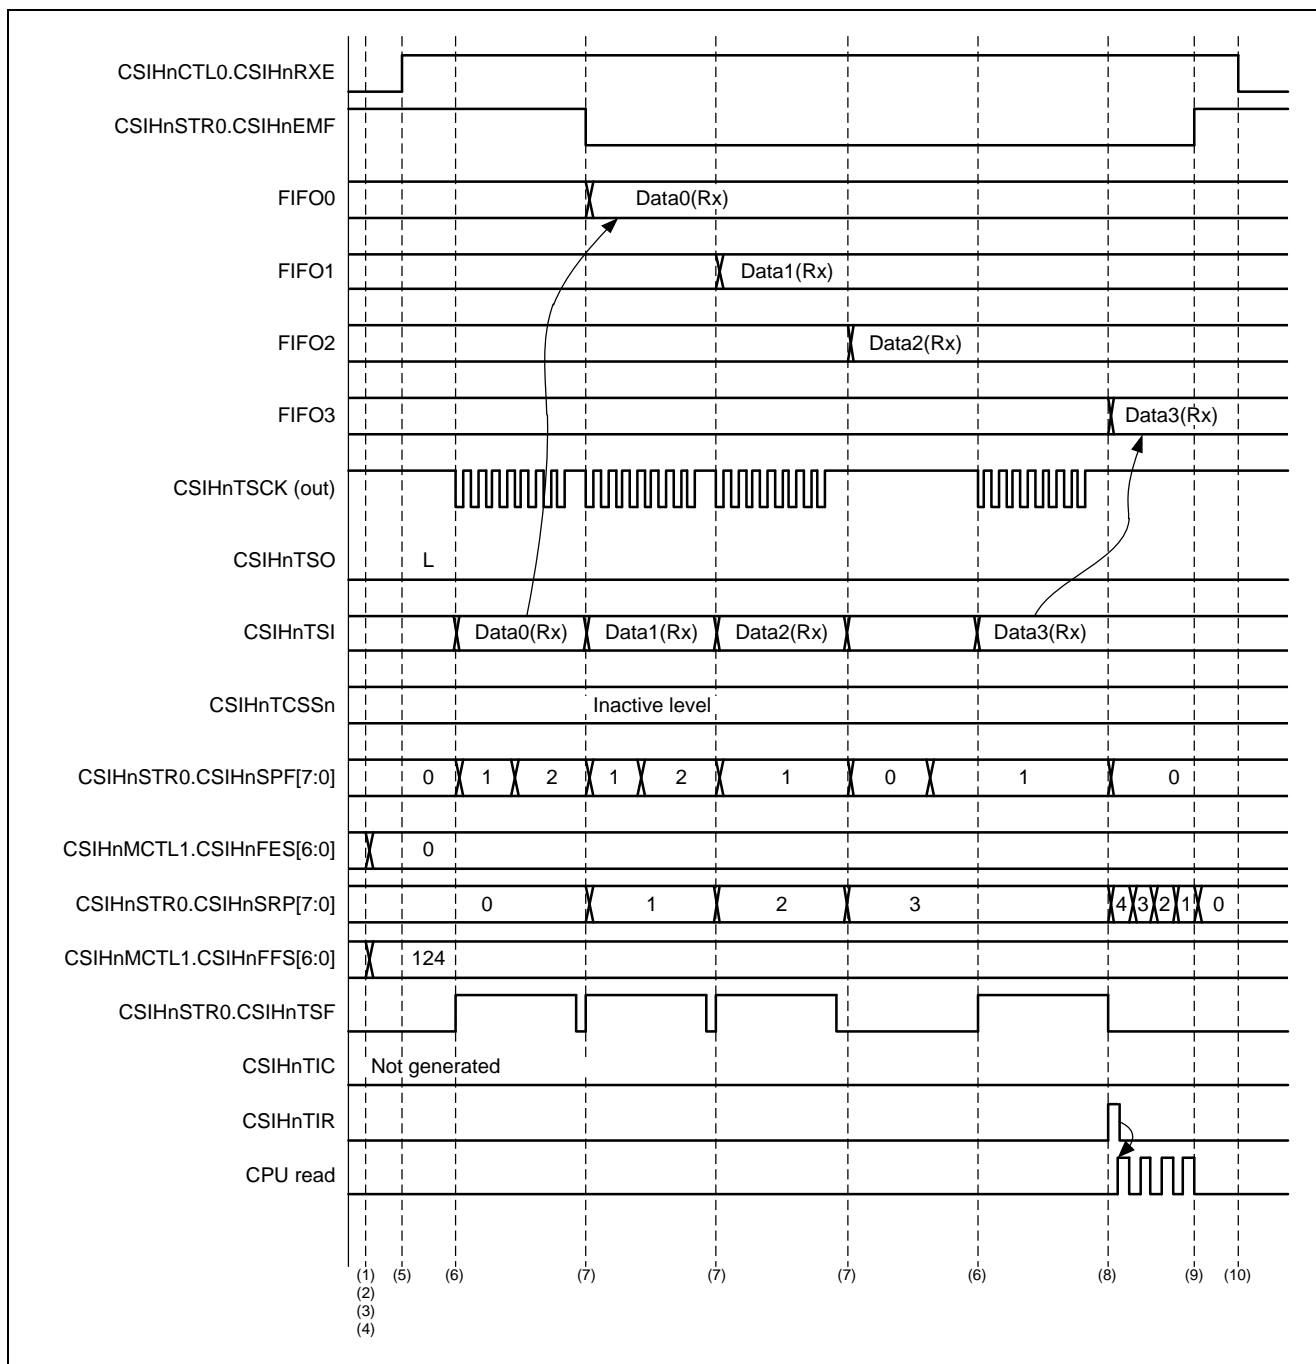 CSIHnCTL0.CSIHnRXE
CSIHnSTR0.CSIHnEMF
FIFO0 Data0(Rx)
FIFO1 Data1(Rx)
FIFO2 Data2(Rx)
FIFO3 Data3(Rx)
CSIHnTSCK (out)
CSIHnTSO L
CSIHnTSI Data0(Rx) Data1(Rx) Data2(Rx) Data3(Rx)
CSIHnTCSSn Inactive level
CSIHnSTR0.CSIHnSPF[7:0] 0 1 2 1 2 1 0 1 0
CSIHnMCTL1.CSIHnFES[6:0] 0
CSIHnSTR0.CSIHnSRP[7:0] 0 1 2 3 4 3 2 1 0
CSIHnMCTL1.CSIHnFFS[6:0] 124
CSIHnSTR0.CSIHnTSF
CSIHnTIC Not generated
CSIHnTIR
CPU read
(1) (5) (6) (7) (7) (7) (6) (8) (9) (10)
(2)
(3)
(4)